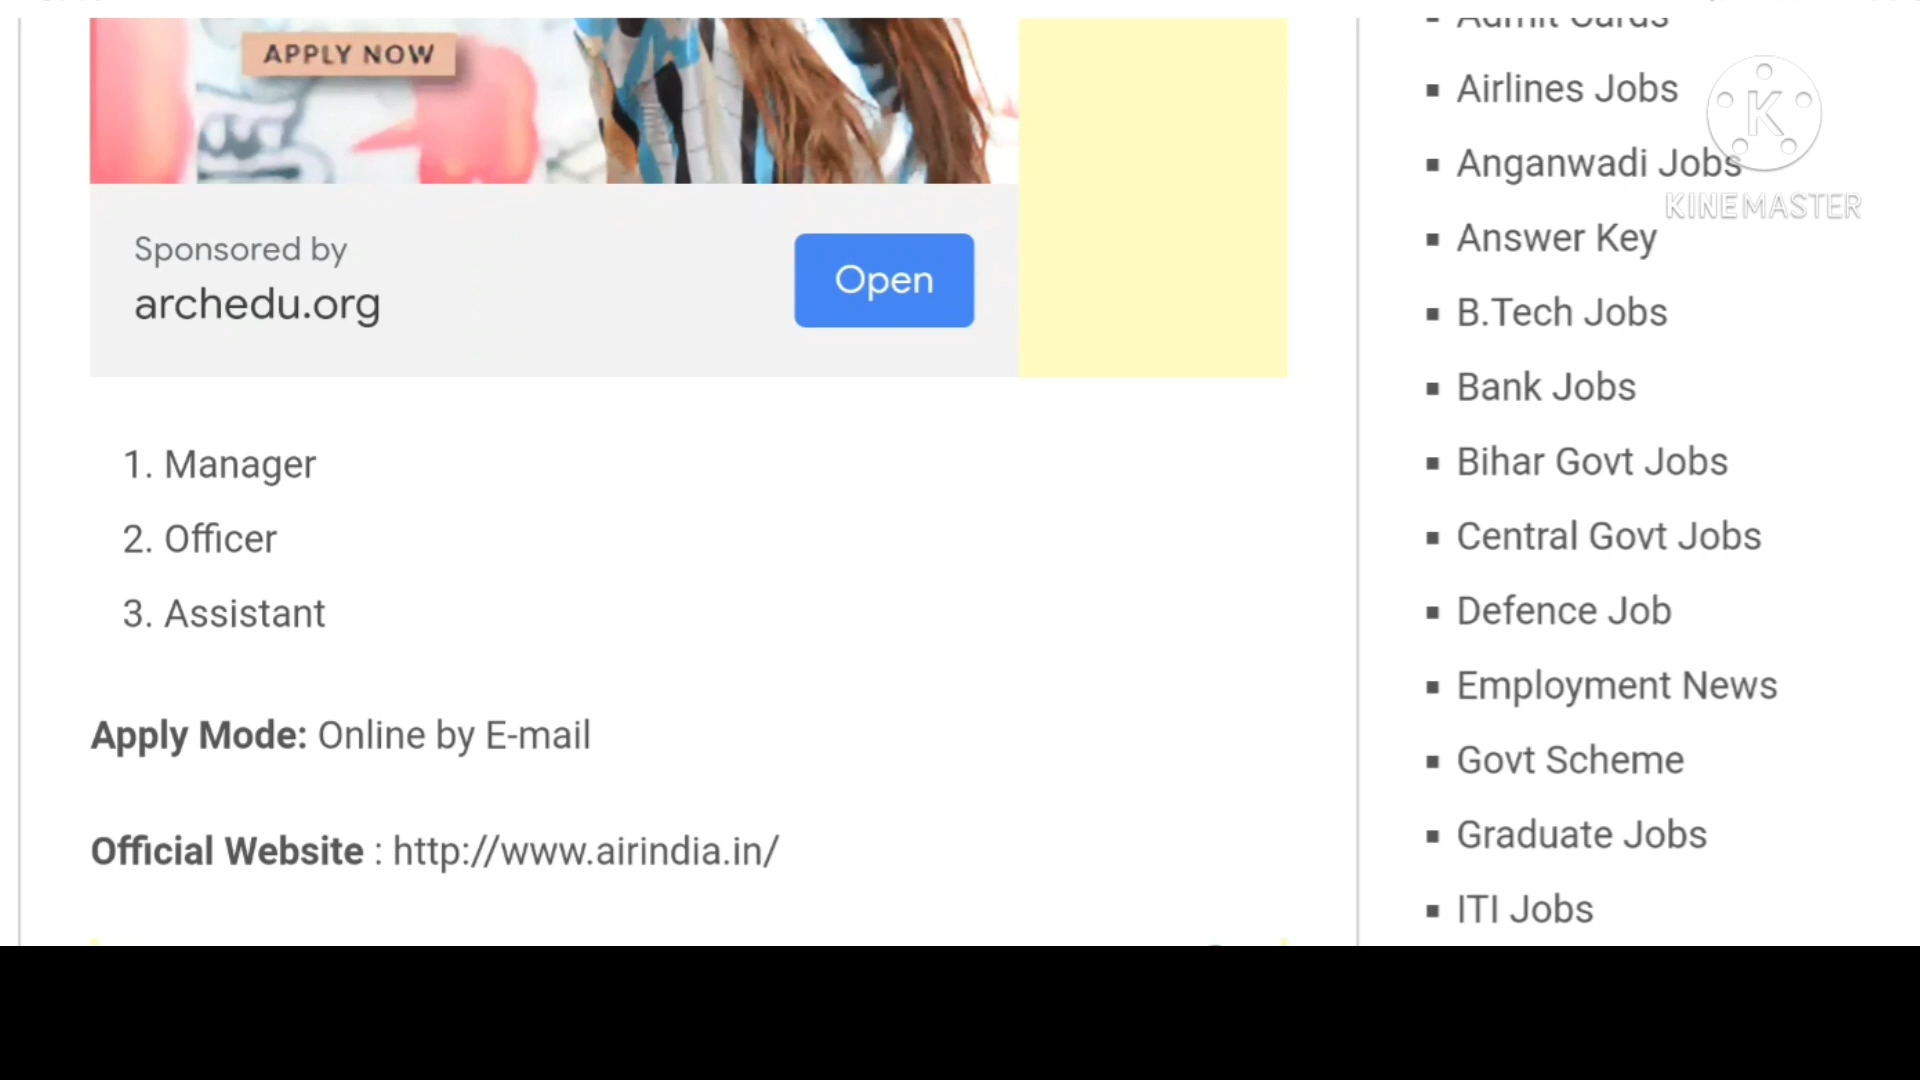 APPLY NOW
Sponsored by
archedu.org
Open
1. Manager
2. Officer
3. Assistant
Apply Mode: Online by E-mail
Official Website : http://www.airindia.in/
▪ Admit Cards
▪ Airlines Jobs
▪ Anganwadi Jobs
▪ Answer Key
▪ B.Tech Jobs
▪ Bank Jobs
▪ Bihar Govt Jobs
▪ Central Govt Jobs
▪ Defence Job
▪ Employment News
▪ Govt Scheme
▪ Graduate Jobs
▪ ITI Jobs
K
KINEMASTER